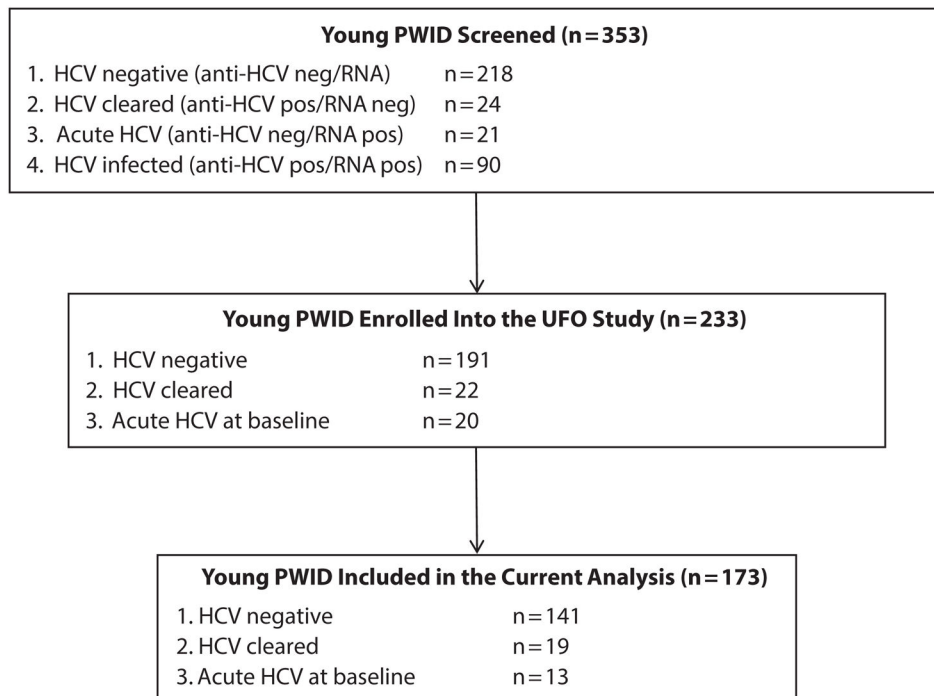 Young PWID Screened (n=353)
1. HCV negative (anti-HCV neg/RNA) n=218
2. HCV cleared (anti-HCV pos/RNA neg) n=24
3. Acute HCV (anti-HCV neg/RNA pos) n=21
4. HCV infected (anti-HCV pos/RNA pos) n=90
Young PWID Enrolled Into the UFO Study (n=233)
1. HCV negative n=191
2. HCV cleared n=22
3. Acute HCV at baseline n=20
Young PWID Included in the Current Analysis (n=173)
1. HCV negative n=141
2. HCV cleared n=19
3. Acute HCV at baseline n=13